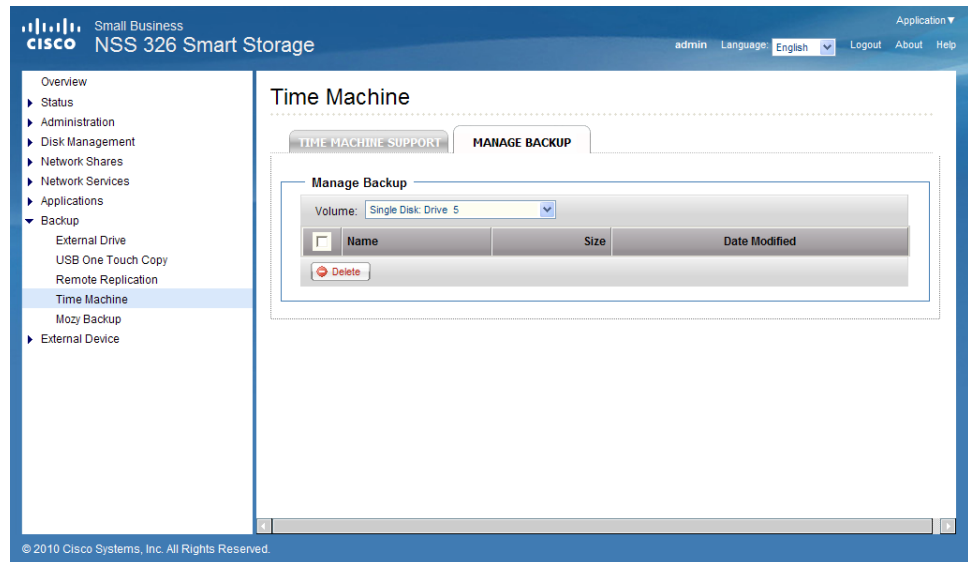 Small Business
CISCO NSS 326 Smart Storage
Application
admin Language: English Logout About Help
Overview
Status
Administration
Disk Management
Network Shares
Network Services
Applications
Backup
External Drive
USB One Touch Copy
Remote Replication
Time Machine
Mozy Backup
External Device
Time Machine
TIME MACHINE SUPPORT MANAGE BACKUP
Manage Backup
Volume: Single Disk: Drive 5
Name Size Date Modified
Delete
© 2010 Cisco Systems, Inc. All Rights Reserved.